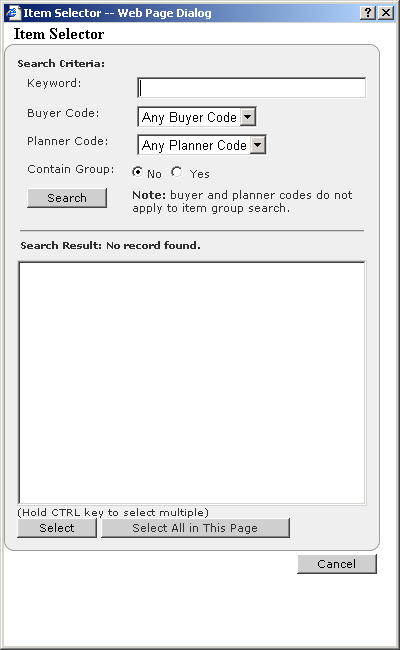 Item Selector -- Web Page Dialog
Item Selector
Search Criteria:
Keyword:
Buyer Code: Any Buyer Code
Planner Code: Any Planner Code
Contain Group: No Yes
Search
Note: buyer and planner codes do not
apply to item group search.
Search Result: No record found.
(Hold CTRL key to select multiple)
Select Select All in This Page
Cancel